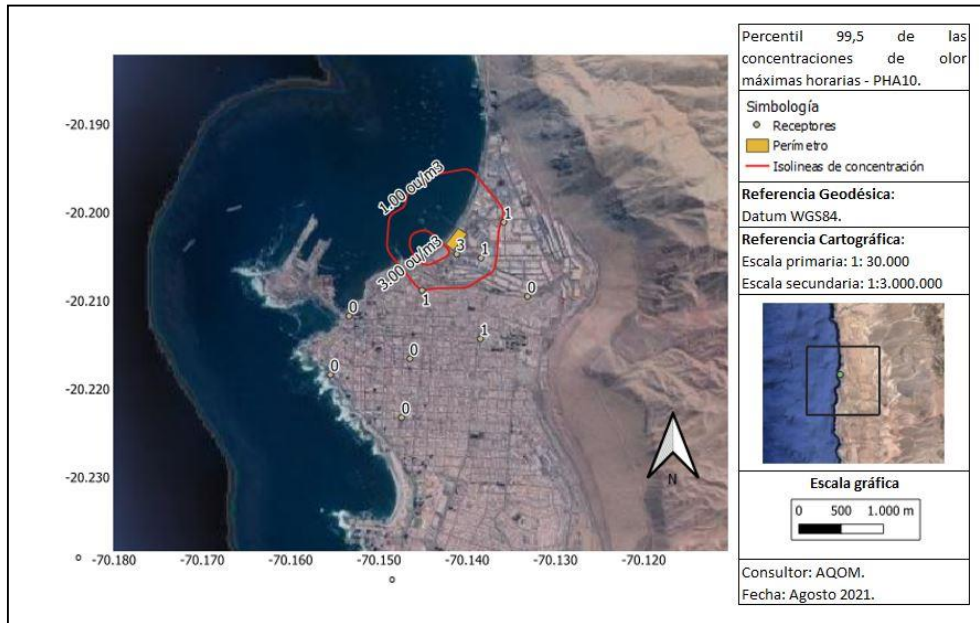 Percentil 99,5 de las
concentraciones de olor
máximas horarias - PHA10.
Simbología
Receptores
Perímetro
Isolineas de concentración
Referencia Geodésica:
Datum WGS84.
Referencia Cartográfica:
Escala primaria: 1: 30.000
Escala secundaria: 1:3.000.000
Escala gráfica
0 500 1.000 m
Consultor: AQOM.
Fecha: Agosto 2021.
-20.190
-20.200
-20.210
-20.220
-20.230
1.00 ou/m3
3.00 ou/m3
1
3
1
1
0
0
1
0
0
0
N
° -70.180 -70.170 -70.160 -70.150 -70.140 -70.130 -70.120
°